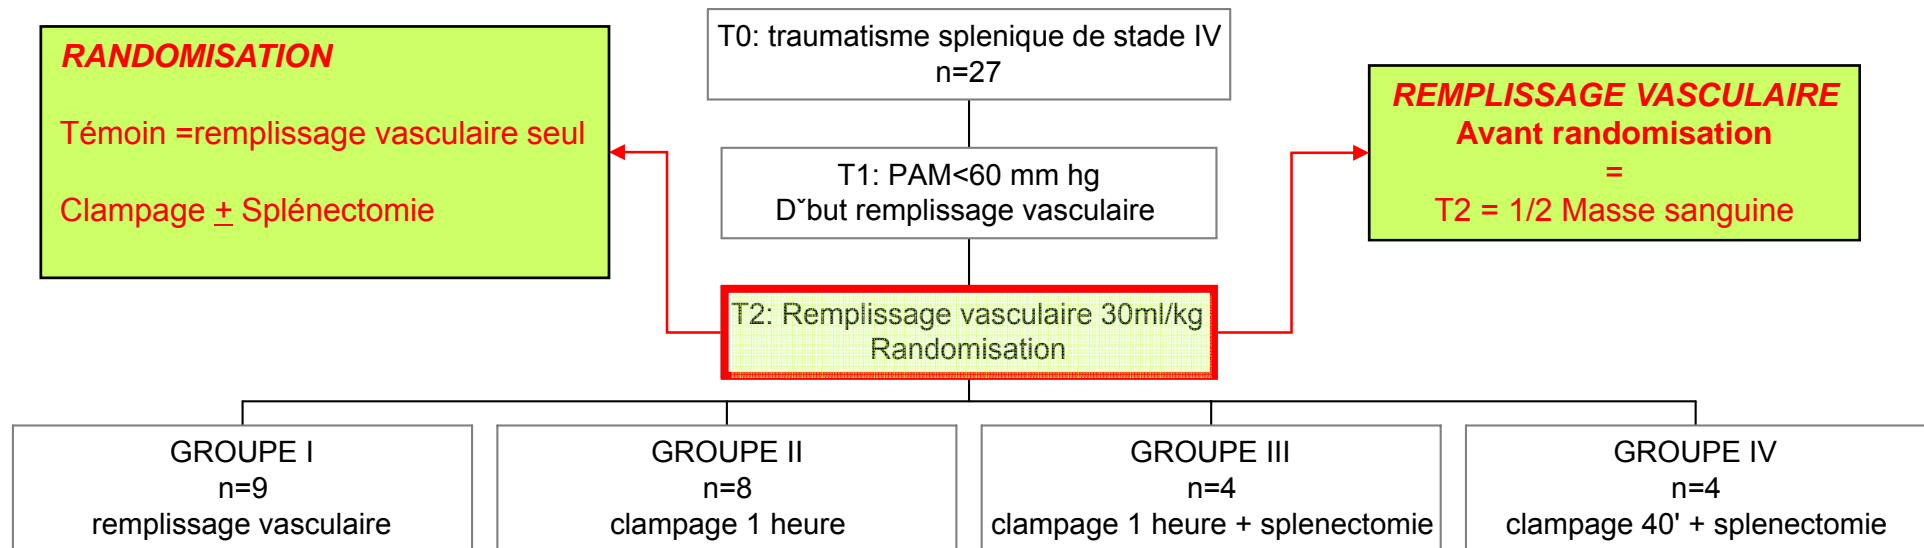 RANDOMISATION
Témoin =remplissage vasculaire seul
Clampage ± Splénectomie
T0: traumatisme splenique de stade IV
n=27
T1: PAM<60 mm hg
Dˇbut remplissage vasculaire
REMPLISSAGE VASCULAIRE
Avant randomisation
=
T2 = 1/2 Masse sanguine
T2: Remplissage vasculaire 30ml/kg
Randomisation
GROUPE I
n=9
remplissage vasculaire
GROUPE II
n=8
clampage 1 heure
GROUPE III
n=4
clampage 1 heure + splenectomie
GROUPE IV
n=4
clampage 40' + splenectomie